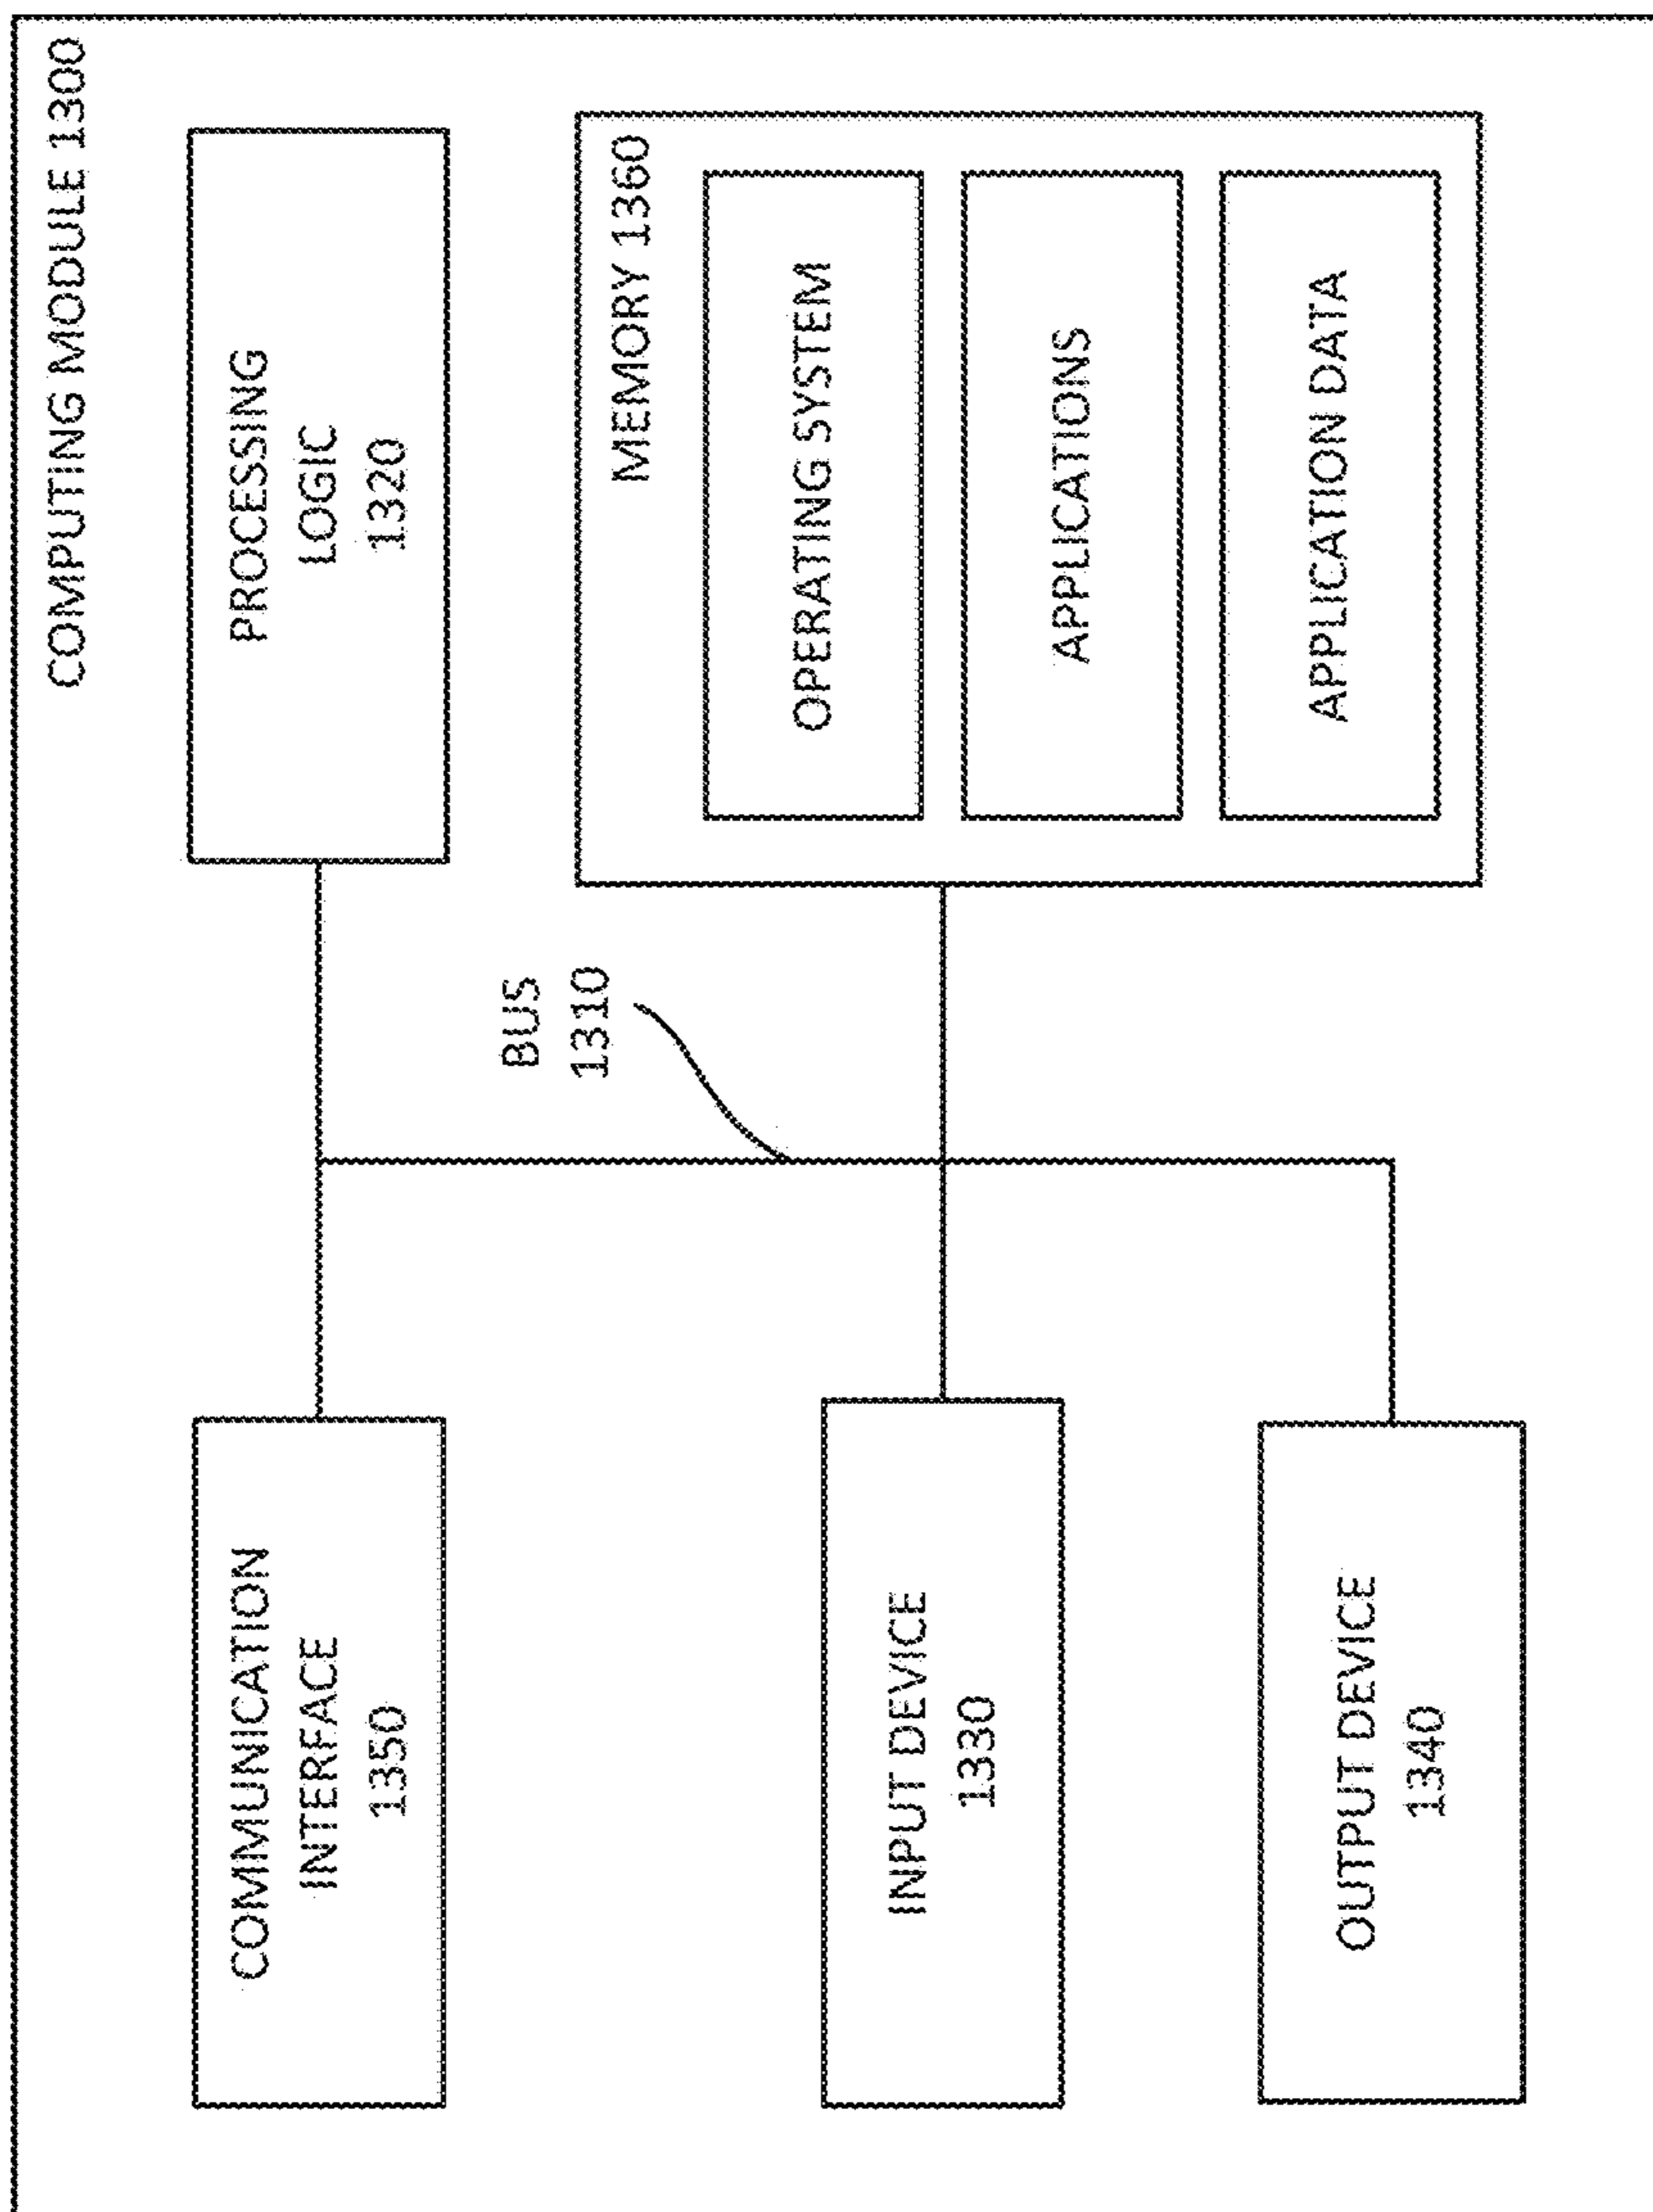 COMPUTING MODULE 1300
COMMUNICATION
INTERFACE
1350
PROCESSING
LOGIC
1320
BUS
1310
MEMORY 1360
OPERATING SYSTEM
APPLICATIONS
APPLICATION DATA
INPUT DEVICE
1330
OUTPUT DEVICE
1340